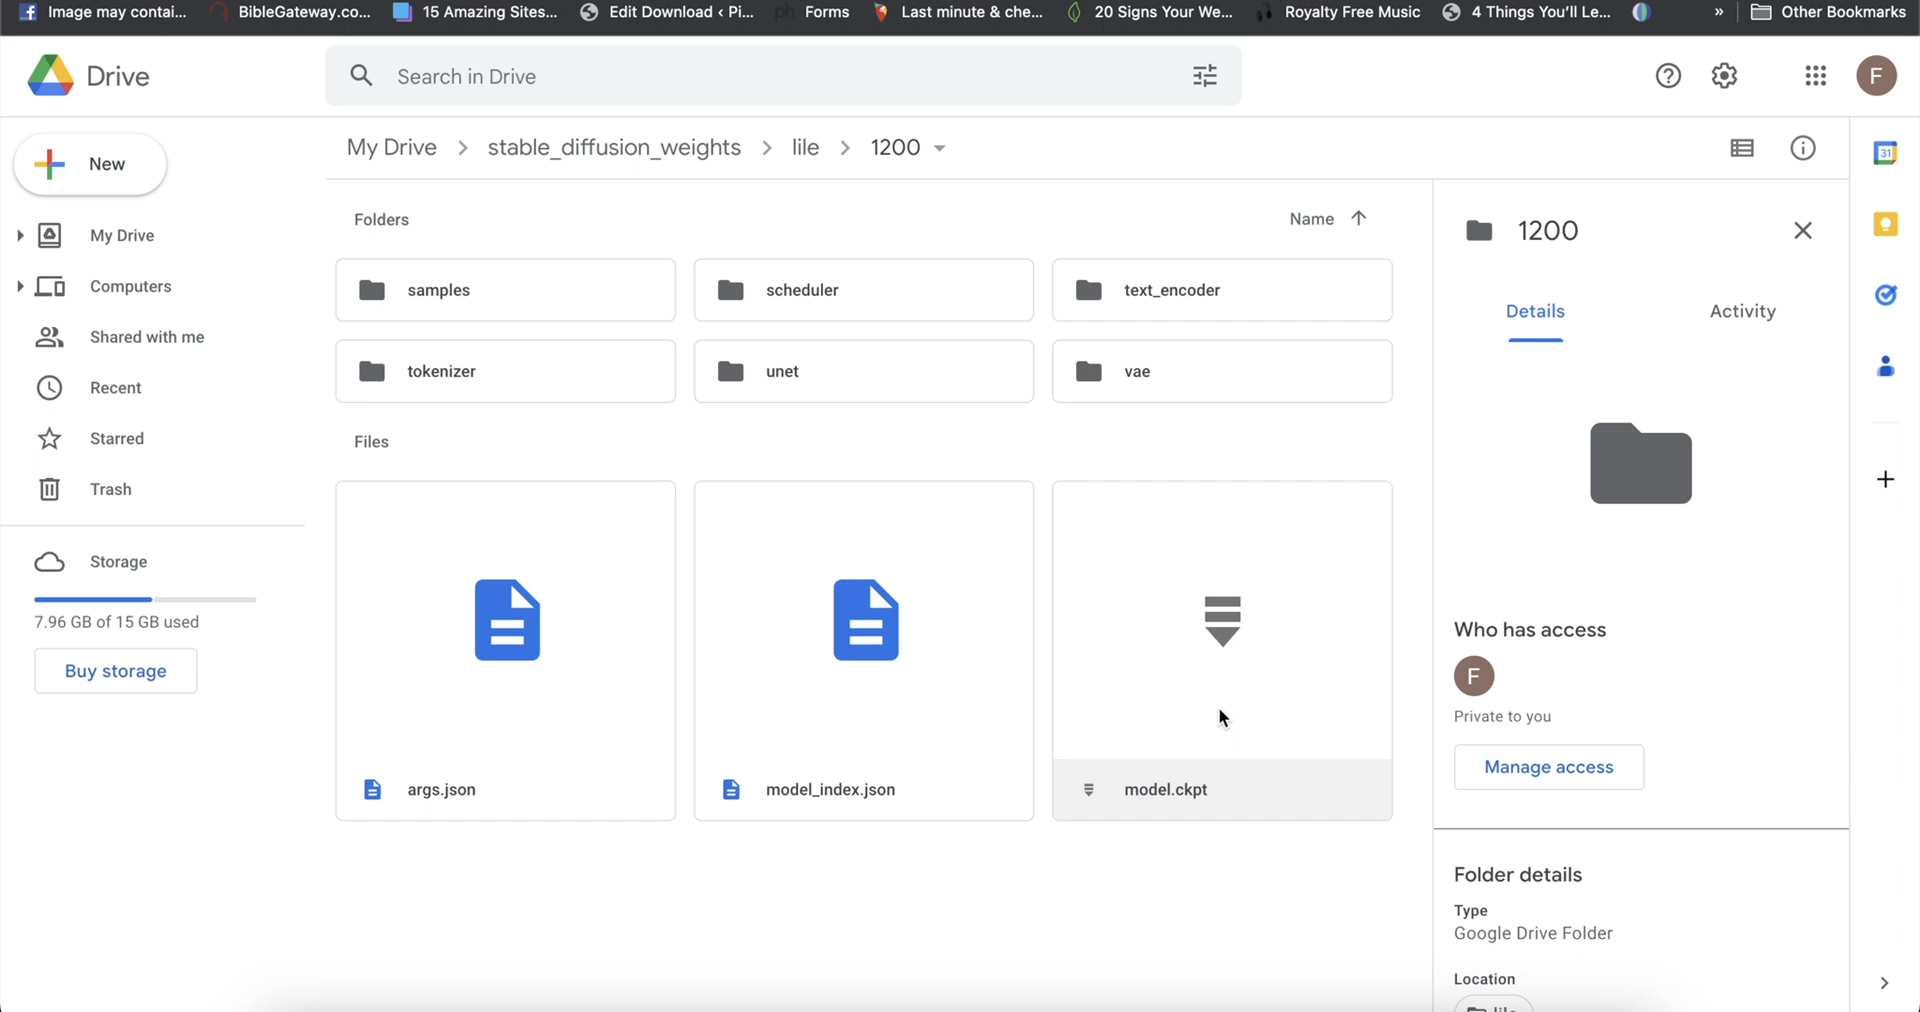 Image may contai...
BibleGateway.co...
15 Amazing Sites...
Edit Download ‹ Pi...
ph Forms
Last minute & che...
20 Signs Your We...
Royalty Free Music
4 Things You'll Le...
»
Other Bookmarks
Drive
Search in Drive
F
New
My Drive > stable_diffusion_weights > lile > 1200
31
My Drive
Computers
Shared with me
Recent
Starred
Trash
Storage
7.96 GB of 15 GB used
Buy storage
Folders
Name
samples
scheduler
text_encoder
tokenizer
unet
vae
Files
args.json
model_index.json
model.ckpt
1200
Details
Activity
Who has access
F
Private to you
Manage access
Folder details
Type
Google Drive Folder
Location